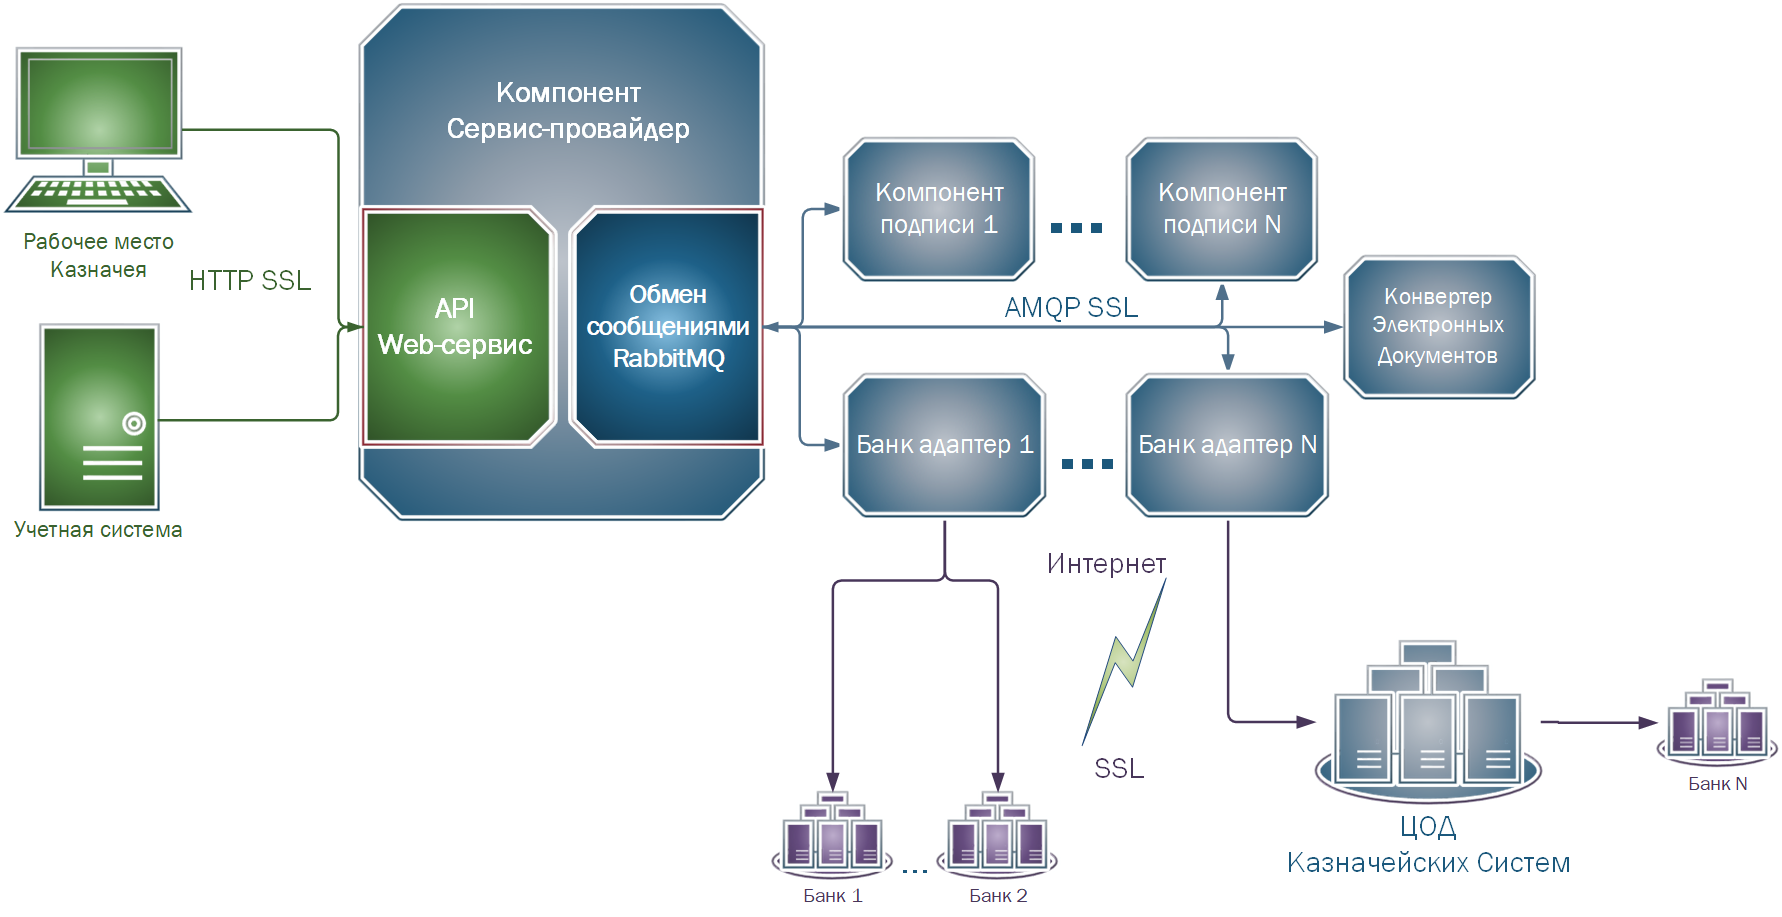 Компонент
Сервис-провайдер
Рабочее место
Казначея
HTTP SSL
API
Web-сервис
Обмен
сообщениями
RabbitMQ
Учетная система
Компонент
подписи 1
Компонент
подписи N
AMQP SSL
Конвертер
Электронных
Документов
Банк адаптер 1
Банк адаптер N
Интернет
SSL
ЦОД
Казначейских Систем
Банк N
Банк 1
Банк 2